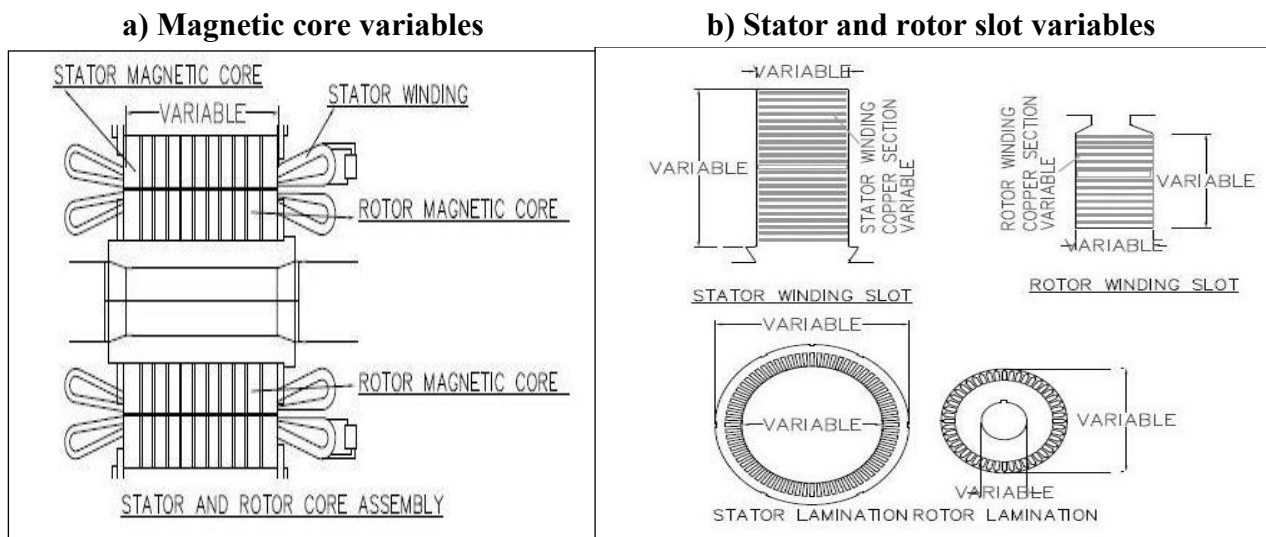 a) Magnetic core variables
STATOR MAGNETIC CORE
VARIABLE
STATOR WINDING
ROTOR MAGNETIC CORE
ROTOR MAGNETIC CORE
STATOR AND ROTOR CORE ASSEMBLY
b) Stator and rotor slot variables
VARIABLE
VARIABLE
STATOR WINDING
COPPER SECTION
VARIABLE
STATOR WINDING SLOT
ROTOR WINDING
COPPER SECTION
VARIABLE
VARIABLE
VARIABLE
ROTOR WINDING SLOT
VARIABLE
VARIABLE
STATOR LAMINATION
VARIABLE
VARIABLE
ROTOR LAMINATION